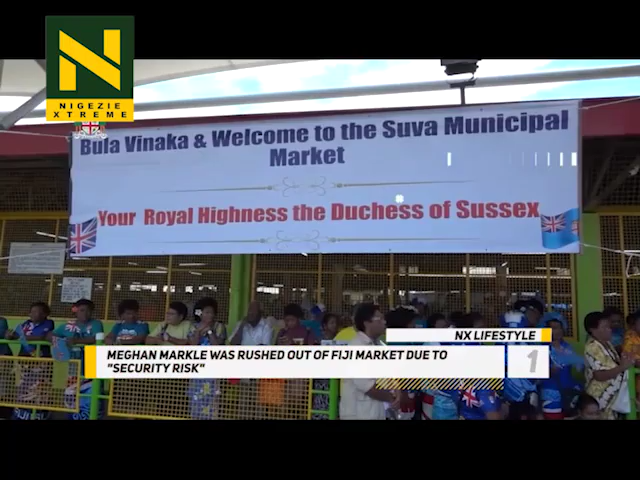 N
NIGEZIE
XTREME
Bula Vinaka & Welcome to the Suva Municipal
Market
Your Royal Highness the Duchess of Sussex
NX LIFESTYLE
MEGHAN MARKLE WAS RUSHED OUT OF FIJI MARKET DUE TO
"SECURITY RISK"
1